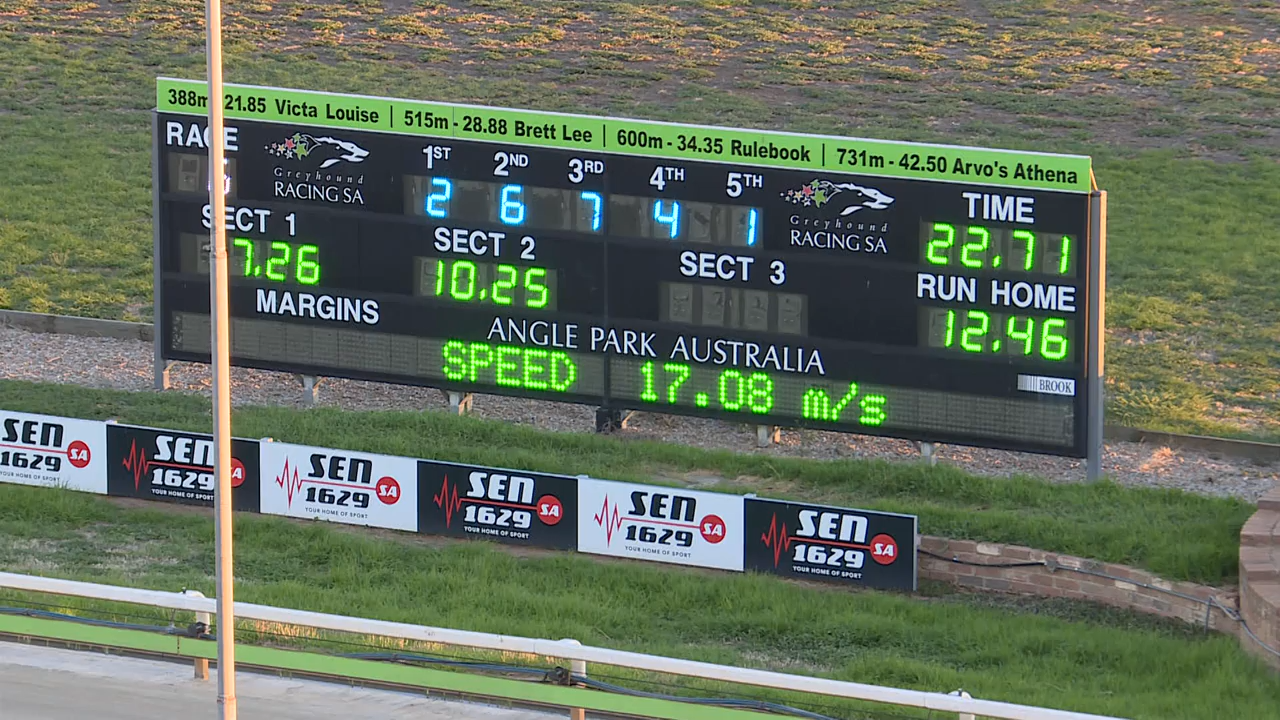 388m 21.85 Victa Louise | 515m - 28.88 Brett Lee | 600m - 34.35 Rulebook | 731m - 42.50 Arvo's Athena
RACE
Greyhound
RACING SA
1ST 2ND 3RD 4TH 5TH
2 6 7 4 1
Greyhound
RACING SA
TIME
22.71
SECT 1
7.26
SECT 2
10.25
SECT 3
RUN HOME
12.46
MARGINS
ANGLE PARK AUSTRALIA
SPEED 17.08 m/s
BROOK
SEN SA
1629
YOUR HOME OF SPORT
SEN SA
1629
YOUR HOME OF SPORT
SEN SA
1629
YOUR HOME OF SPORT
SEN SA
1629
YOUR HOME OF SPORT
SEN SA
1629
YOUR HOME OF SPORT
SEN SA
1629
YOUR HOME OF SPORT